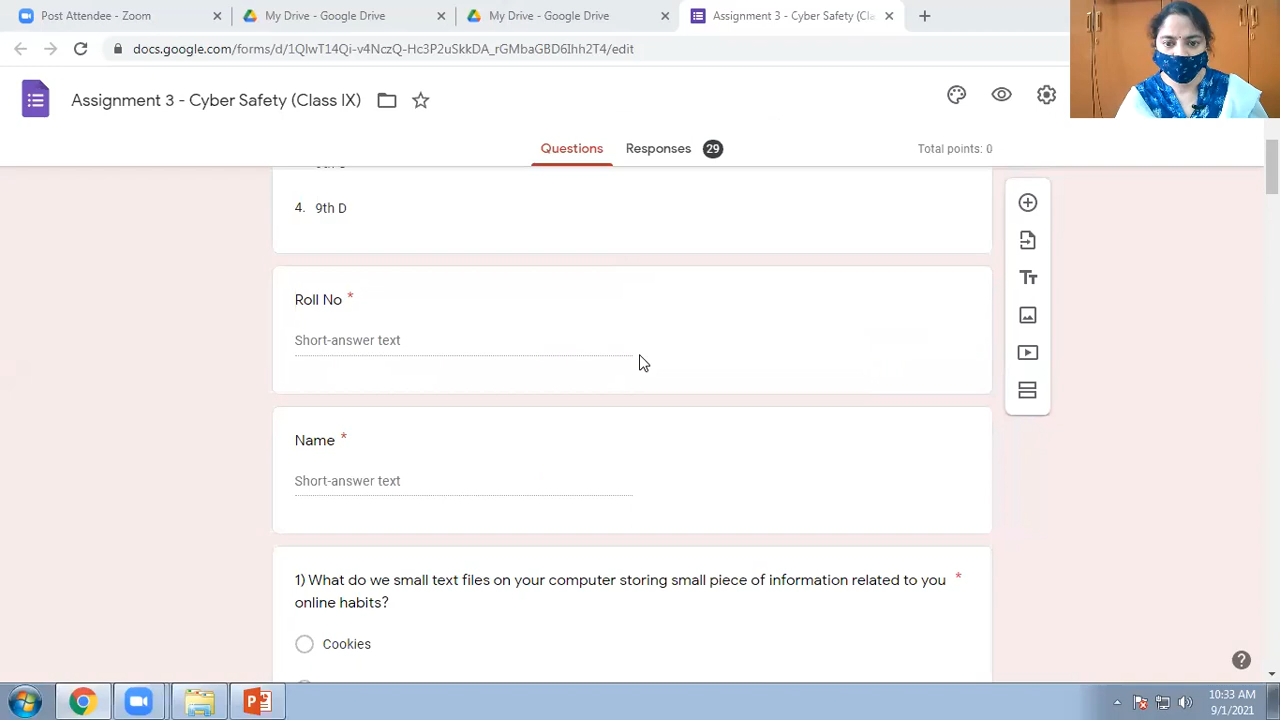 Post Attendee - Zoom
My Drive - Google Drive
My Drive - Google Drive
Assignment 3 - Cyber Safety (Cla
docs.google.com/forms/d/1QlwT14Qi-v4NczQ-Hc3P2uSkkDA_rGMbaGBD6Ihh2T4/edit
Assignment 3 - Cyber Safety (Class IX)
Questions
Responses 29
Total points: 0
4. 9th D
Roll No *
Short-answer text
Name *
Short-answer text
1) What do we small text files on your computer storing small piece of information related to you *
online habits?
Cookies
Tт
10:33 AM
9/1/2021